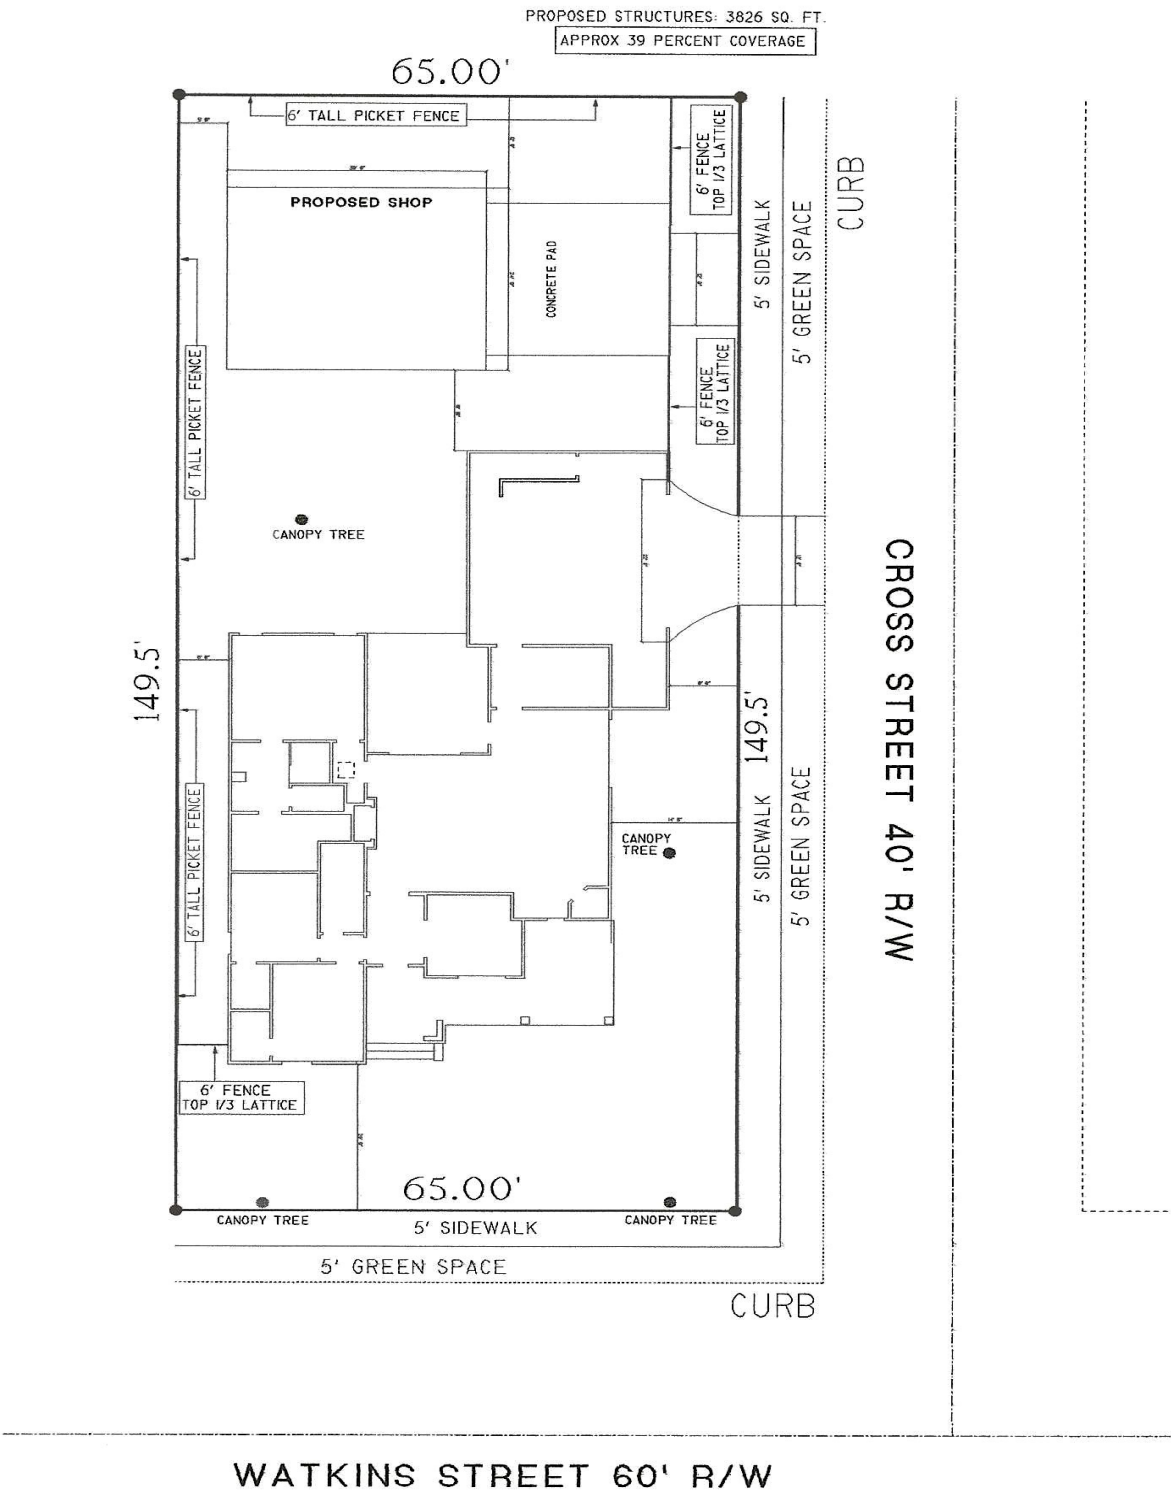 PROPOSED STRUCTURES: 3826 SQ. FT.
APPROX 39 PERCENT COVERAGE
65.00'
6' TALL PICKET FENCE
6' FENCE
TOP 1/3 LATTICE
CURB
PROPOSED SHOP
5' SIDEWALK
5' GREEN SPACE
CONCRETE PAD
6' TALL PICKET FENCE
6' FENCE
TOP 1/3 LATTICE
CANOPY TREE
CROSS STREET 40' R/W
149.5'
149.5'
6' TALL PICKET FENCE
CANOPY
TREE
5' SIDEWALK
5' GREEN SPACE
6' FENCE
TOP 1/3 LATTICE
65.00'
CANOPY TREE
5' SIDEWALK
CANOPY TREE
5' GREEN SPACE
CURB
WATKINS STREET 60' R/W